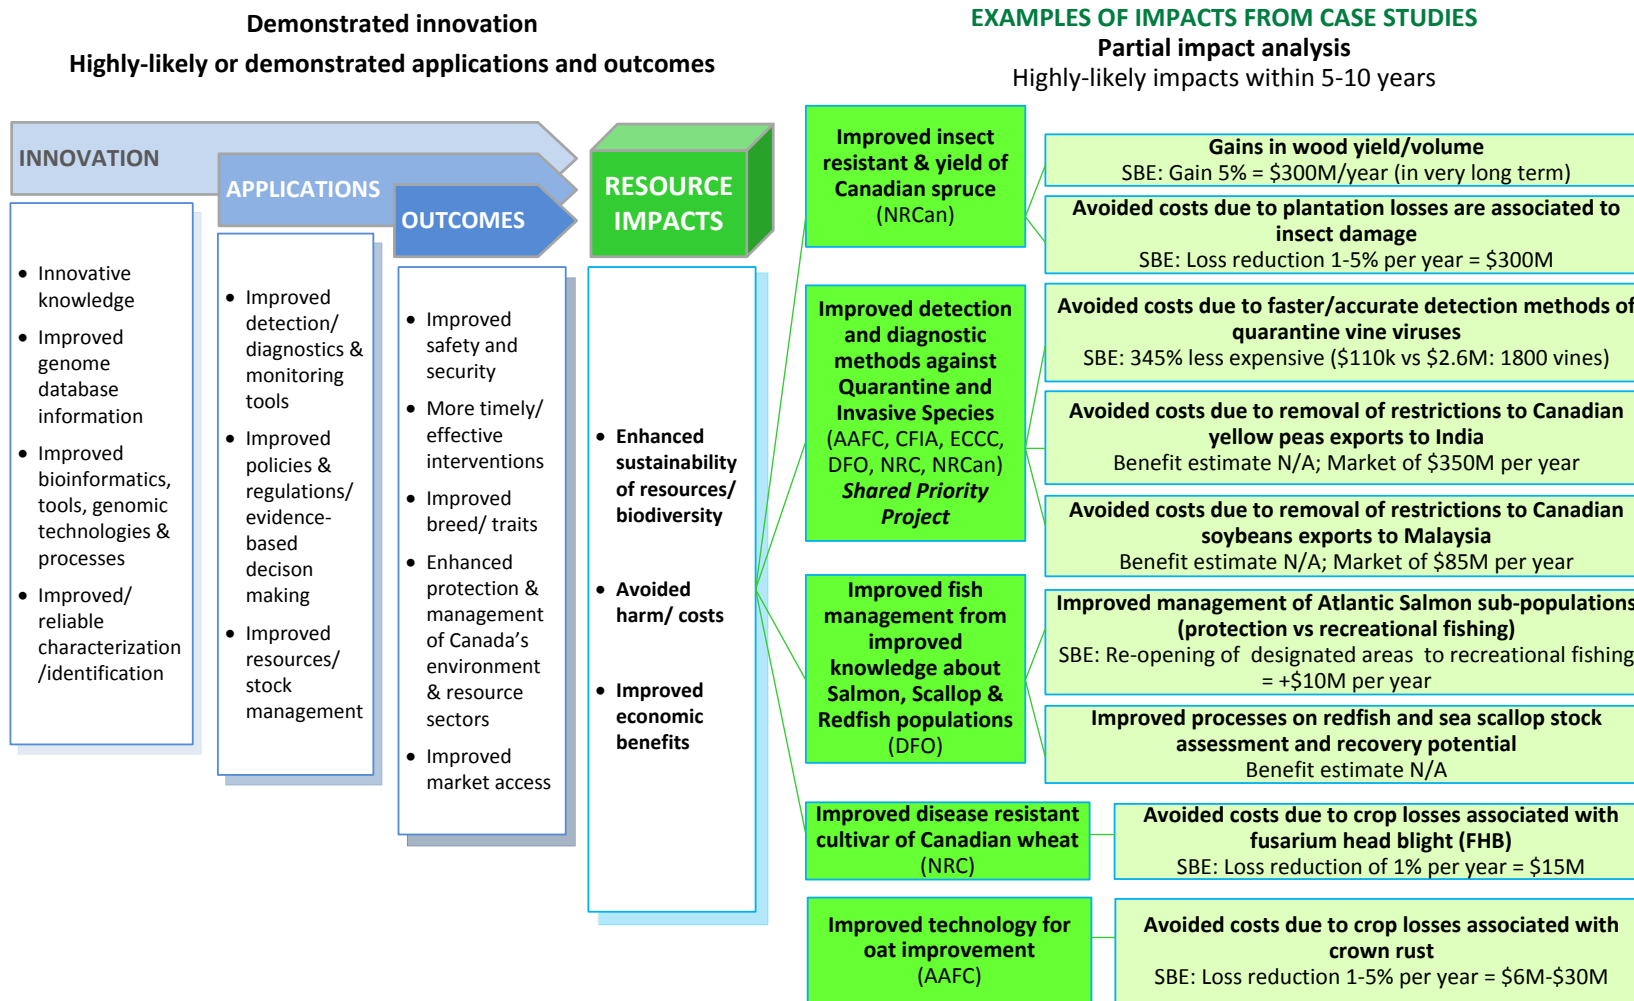 Demonstrated innovation
Highly-likely or demonstrated applications and outcomes
EXAMPLES OF IMPACTS FROM CASE STUDIES
Partial impact analysis
Highly-likely impacts within 5-10 years
INNOVATION
• Innovative
knowledge
• Improved
genome
database
information
• Improved
bioinformatics,
tools, genomic
technologies &
processes
• Improved/
reliable
characterization
/identification
APPLICATIONS
• Improved
detection/
diagnostics &
monitoring
tools
• Improved
policies &
regulations/
evidence-
based
decison
making
• Improved
resources/
stock
management
OUTCOMES
• Improved
safety and
security
• More timely/
effective
interventions
• Improved
breed/ traits
• Enhanced
protection &
management
of Canada's
environment
& resource
sectors
• Improved
market access
RESOURCE
IMPACTS
• Enhanced
sustainability
of resources/
biodiversity
• Avoided
harm/ costs
• Improved
economic
benefits
Improved insect
resistant & yield of
Canadian spruce
(NRCan)
Gains in wood yield/volume
SBE: Gain 5% = $300M/year (in very long term)
Avoided costs due to plantation losses are associated to
insect damage
SBE: Loss reduction 1-5% per year = $300M
Improved detection
and diagnostic
methods against
Quarantine and
Invasive Species
(AAFC, CFIA, ECCC,
DFO, NRC, NRCan)
Shared Priority
Project
Avoided costs due to faster/accurate detection methods of
quarantine vine viruses
SBE: 345% less expensive ($110k vs $2.6M: 1800 vines)
Avoided costs due to removal of restrictions to Canadian
yellow peas exports to India
Benefit estimate N/A; Market of $350M per year
Avoided costs due to removal of restrictions to Canadian
soybeans exports to Malaysia
Benefit estimate N/A; Market of $85M per year
Improved fish
management from
improved
knowledge about
Salmon, Scallop &
Redfish populations
(DFO)
Improved management of Atlantic Salmon sub-populations
(protection vs recreational fishing)
SBE: Re-opening of designated areas to recreational fishing
= +$10M per year
Improved processes on redfish and sea scallop stock
assessment and recovery potential
Benefit estimate N/A
Improved disease resistant
cultivar of Canadian wheat
(NRC)
Avoided costs due to crop losses associated with
fusarium head blight (FHB)
SBE: Loss reduction of 1% per year = $15M
Improved technology for
oat improvement
(AAFC)
Avoided costs due to crop losses associated with
crown rust
SBE: Loss reduction 1-5% per year = $6M-$30M